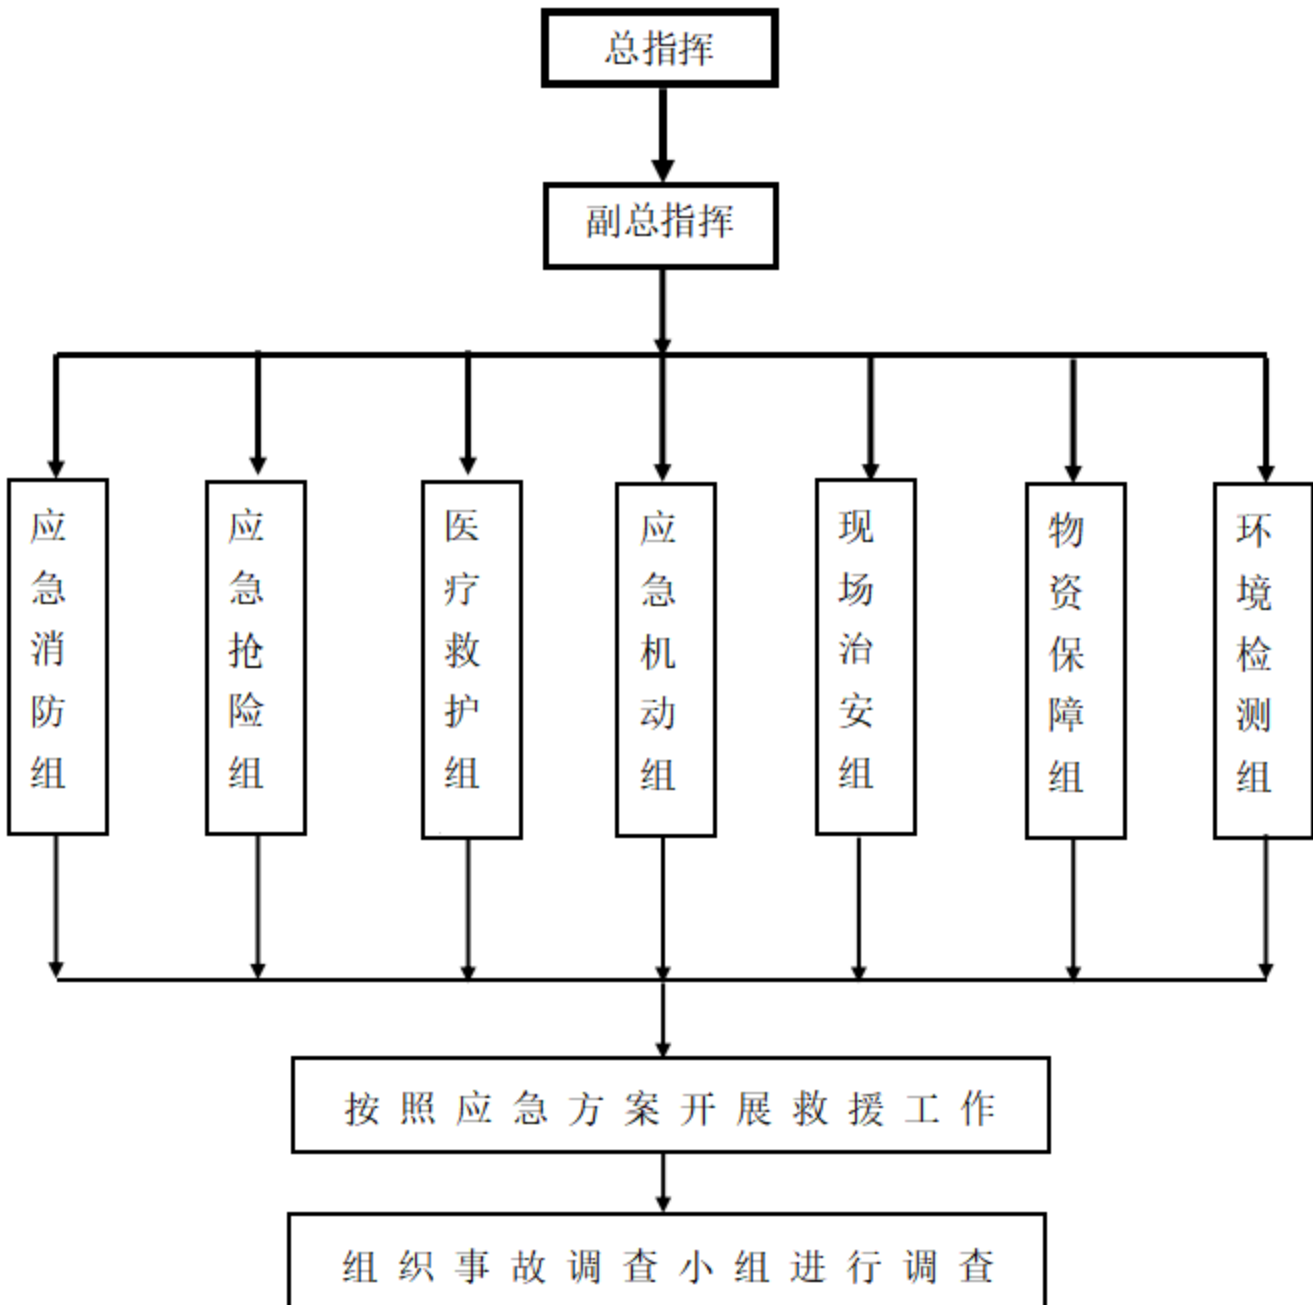 总指挥
副总指挥
应急消防组
应急抢险组
医疗救护组
应急机动组
现场治安组
物资保障组
环境检测组
按照应急方案开展救援工作
组织事故调查小组进行调查